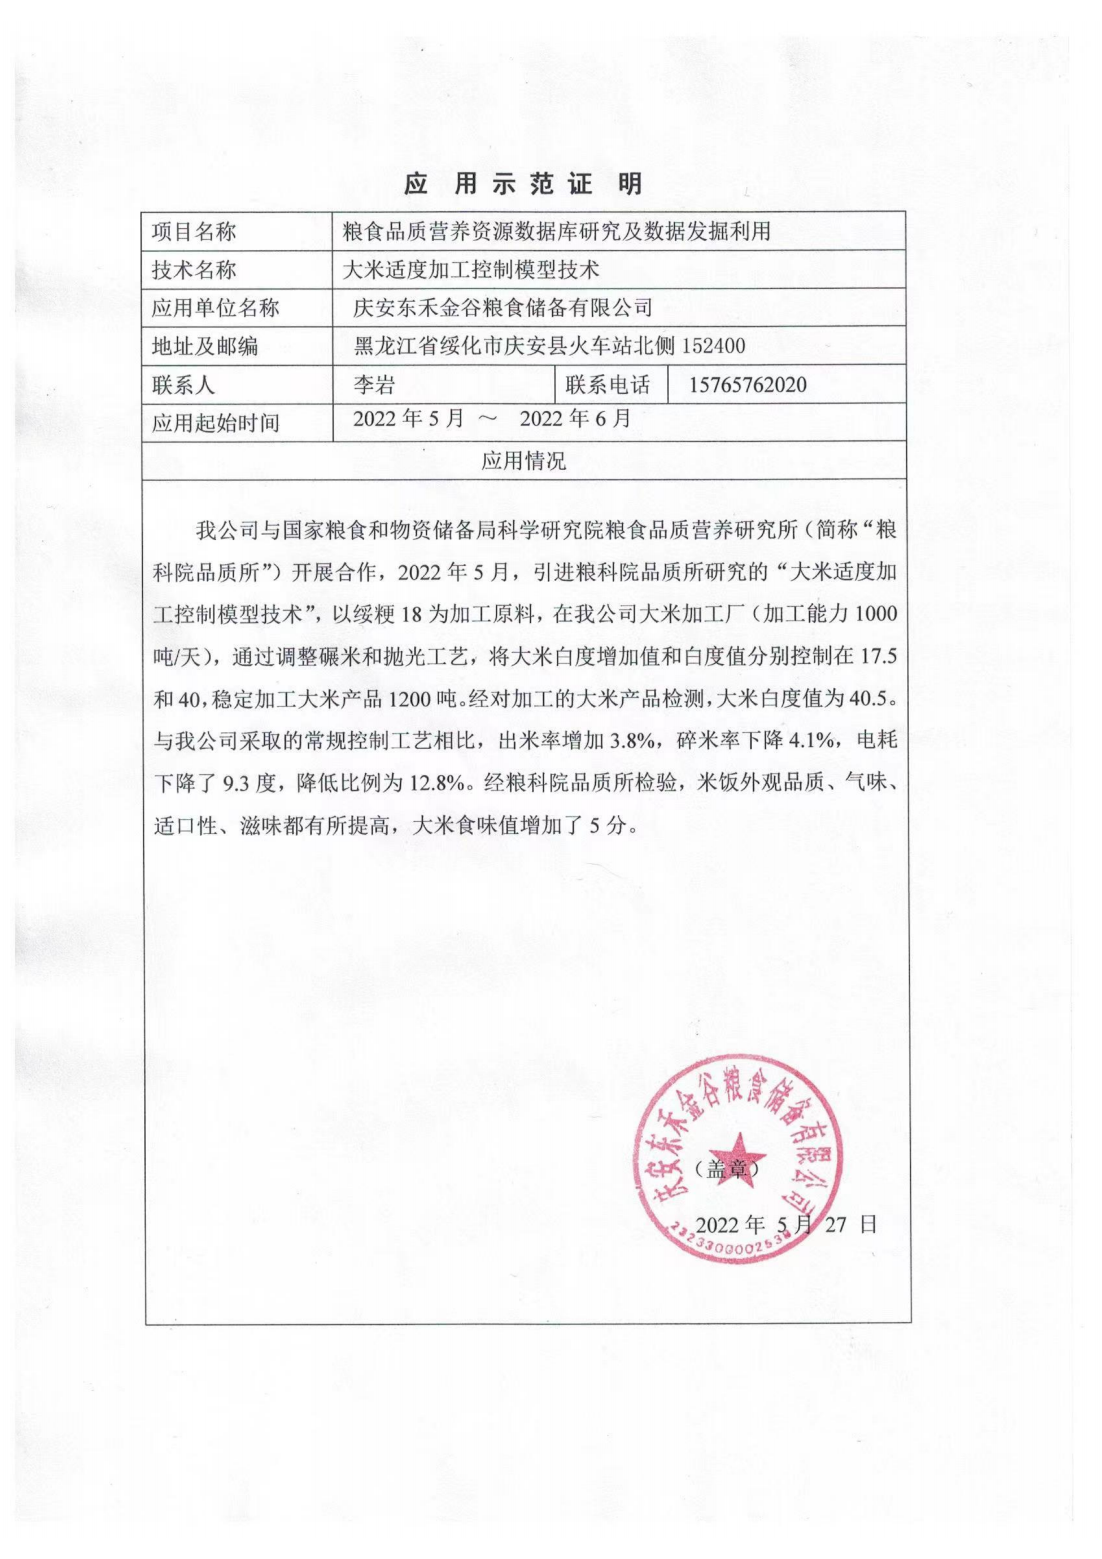 应用示范证明
项目名称 粮食品质营养资源数据库研究及数据发掘利用
技术名称 大米适度加工控制模型技术
应用单位名称 庆安东禾金谷粮食储备有限公司
地址及邮编 黑龙江省绥化市庆安县火车站北侧 152400
联系人 李岩 联系电话 15765762020
应用起始时间 2022 年 5 月 ～ 2022 年 6 月
应用情况
我公司与国家粮食和物资储备局科学研究院粮食品质营养研究所（简称“粮
科院品质所”）开展合作，2022 年 5 月，引进粮科院品质所研究的“大米适度加
工控制模型技术”，以绥粳 18 为加工原料，在我公司大米加工厂（加工能力 1000
吨/天），通过调整碾米和抛光工艺，将大米白度增加值和白度值分别控制在 17.5
和 40，稳定加工大米产品 1200 吨。经对加工的大米产品检测，大米白度值为 40.5。
与我公司采取的常规控制工艺相比，出米率增加 3.8%，碎米率下降 4.1%，电耗
下降了 9.3 度，降低比例为 12.8%。经粮科院品质所检验，米饭外观品质、气味、
适口性、滋味都有所提高，大米食味值增加了 5 分。
庆安东禾金谷粮食储备有限公司
（盖章）
2022 年 5 月 27 日